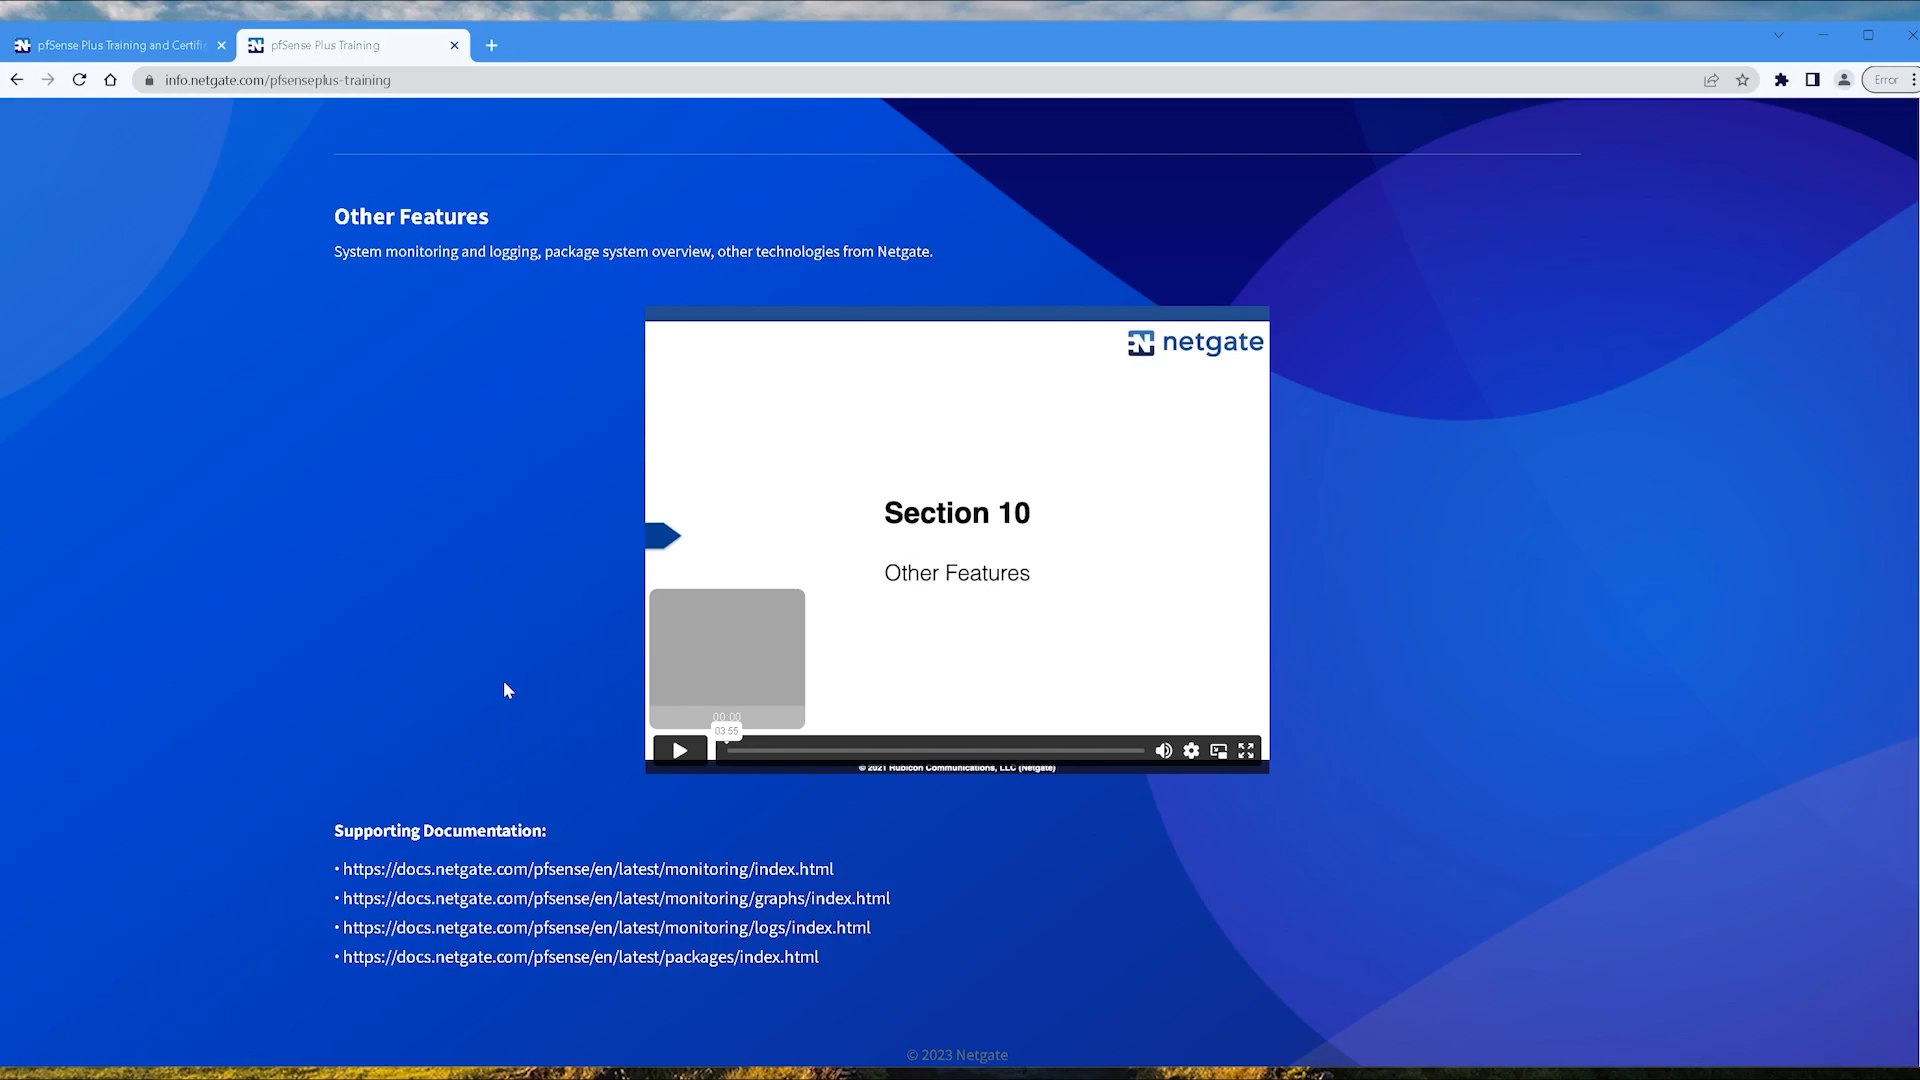 pfSense Plus Training and Certifi
pfSense Plus Training
info.netgate.com/pfsenseplus-training
Error
Other Features
System monitoring and logging, package system overview, other technologies from Netgate.
netgate
Section 10
Other Features
00:00
03:55
© 2021 Rubicon Communications, LLC (Netgate)
Supporting Documentation:
• https://docs.netgate.com/pfsense/en/latest/monitoring/index.html
• https://docs.netgate.com/pfsense/en/latest/monitoring/graphs/index.html
• https://docs.netgate.com/pfsense/en/latest/monitoring/logs/index.html
• https://docs.netgate.com/pfsense/en/latest/packages/index.html
© 2023 Netgate